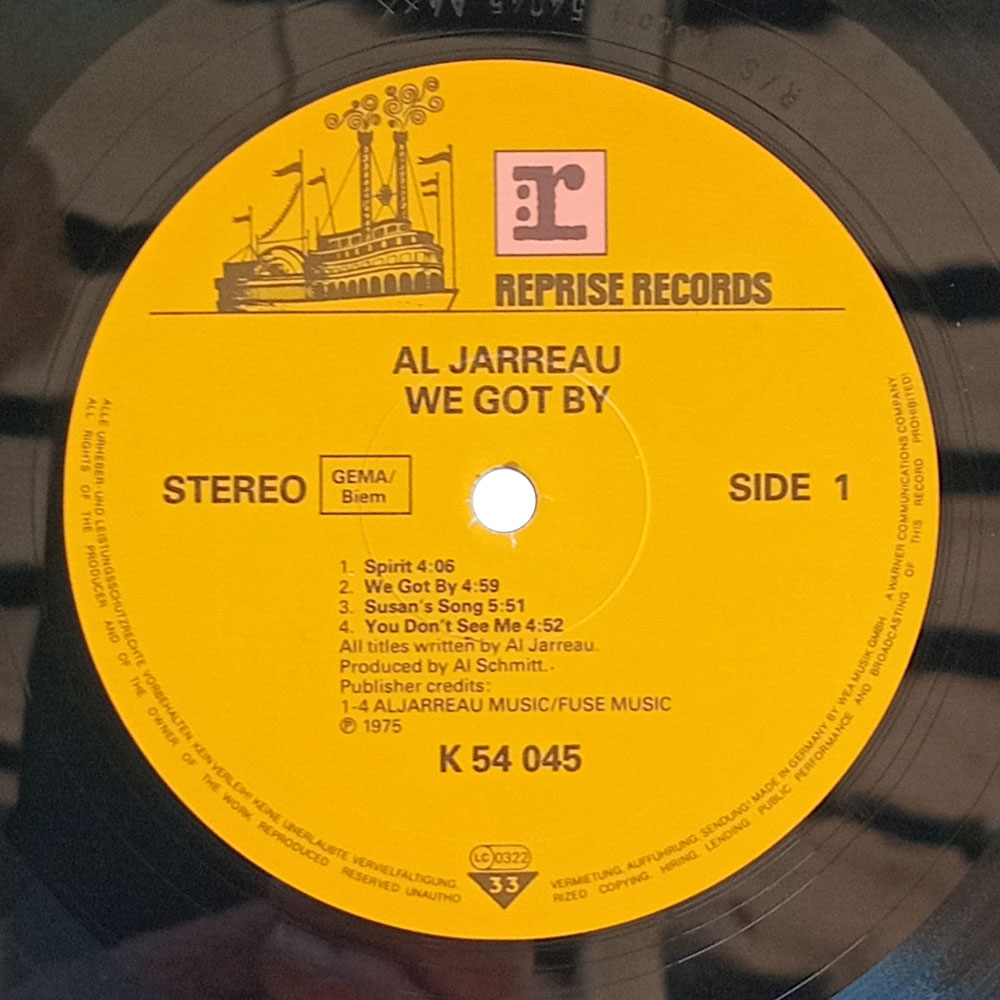 R/S
:r
REPRISE RECORDS
AL JARREAU
WE GOT BY
STEREO
GEMA/
Biem
SIDE 1
1. Spirit 4:06
2. We Got By 4:59
3. Susan's Song 5:51
4. You Don't See Me 4:52
All titles written by Al Jarreau.
Produced by Al Schmitt..
Publisher credits:
1-4 ALJARREAU MUSIC/FUSE MUSIC
℗ 1975
K 54 045
LC 0322
33
ALLE URHEBER- UND LEISTUNGSSCHUTZRECHTE VORBEHALTEN KEIN VERLEIH! KEINE UNERLAUBTE VERVIELFÄLTIGUNG, VERMIETUNG, AUFFÜHRUNG, SENDUNG! MADE IN GERMANY BY WEA MUSIK GMBH A WARNER COMMUNICATIONS COMPANY
ALL RIGHTS OF THE PRODUCER AND OF THE OWNER OF THE WORK REPRODUCED RESERVED UNAUTHORIZED COPYING, HIRING, LENDING PUBLIC PERFORMANCE AND BROADCASTING OF THIS RECORD PROHIBITED!